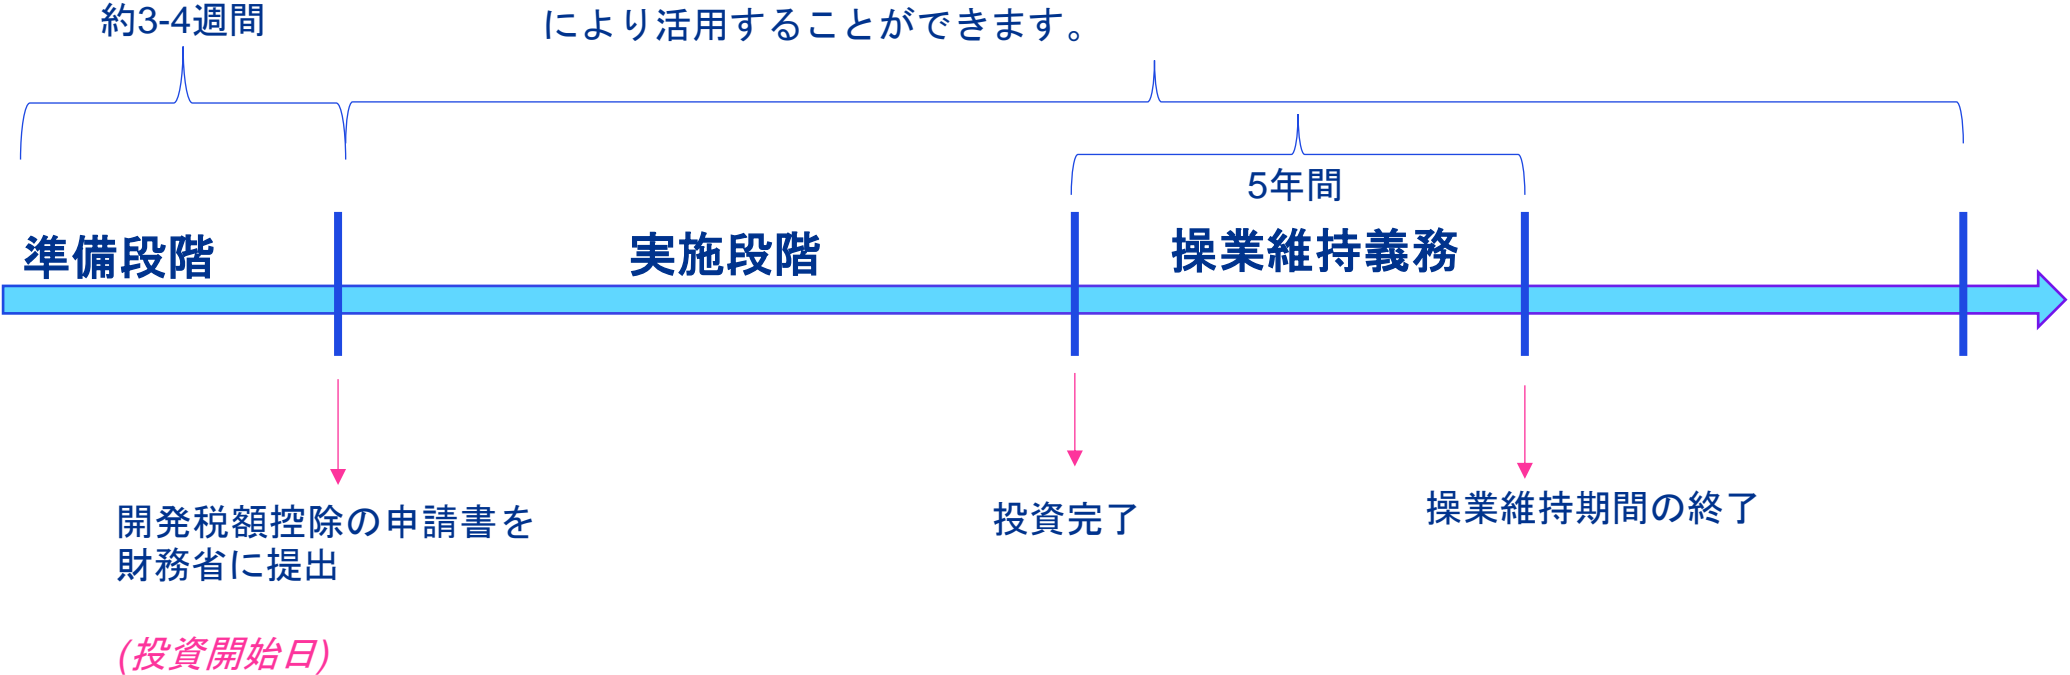 約3-4週間
により活用することができます。
5年間
準備段階
実施段階
操業維持義務
開発税額控除の申請書を
財務省に提出
(投資開始日)
投資完了
操業維持期間の終了